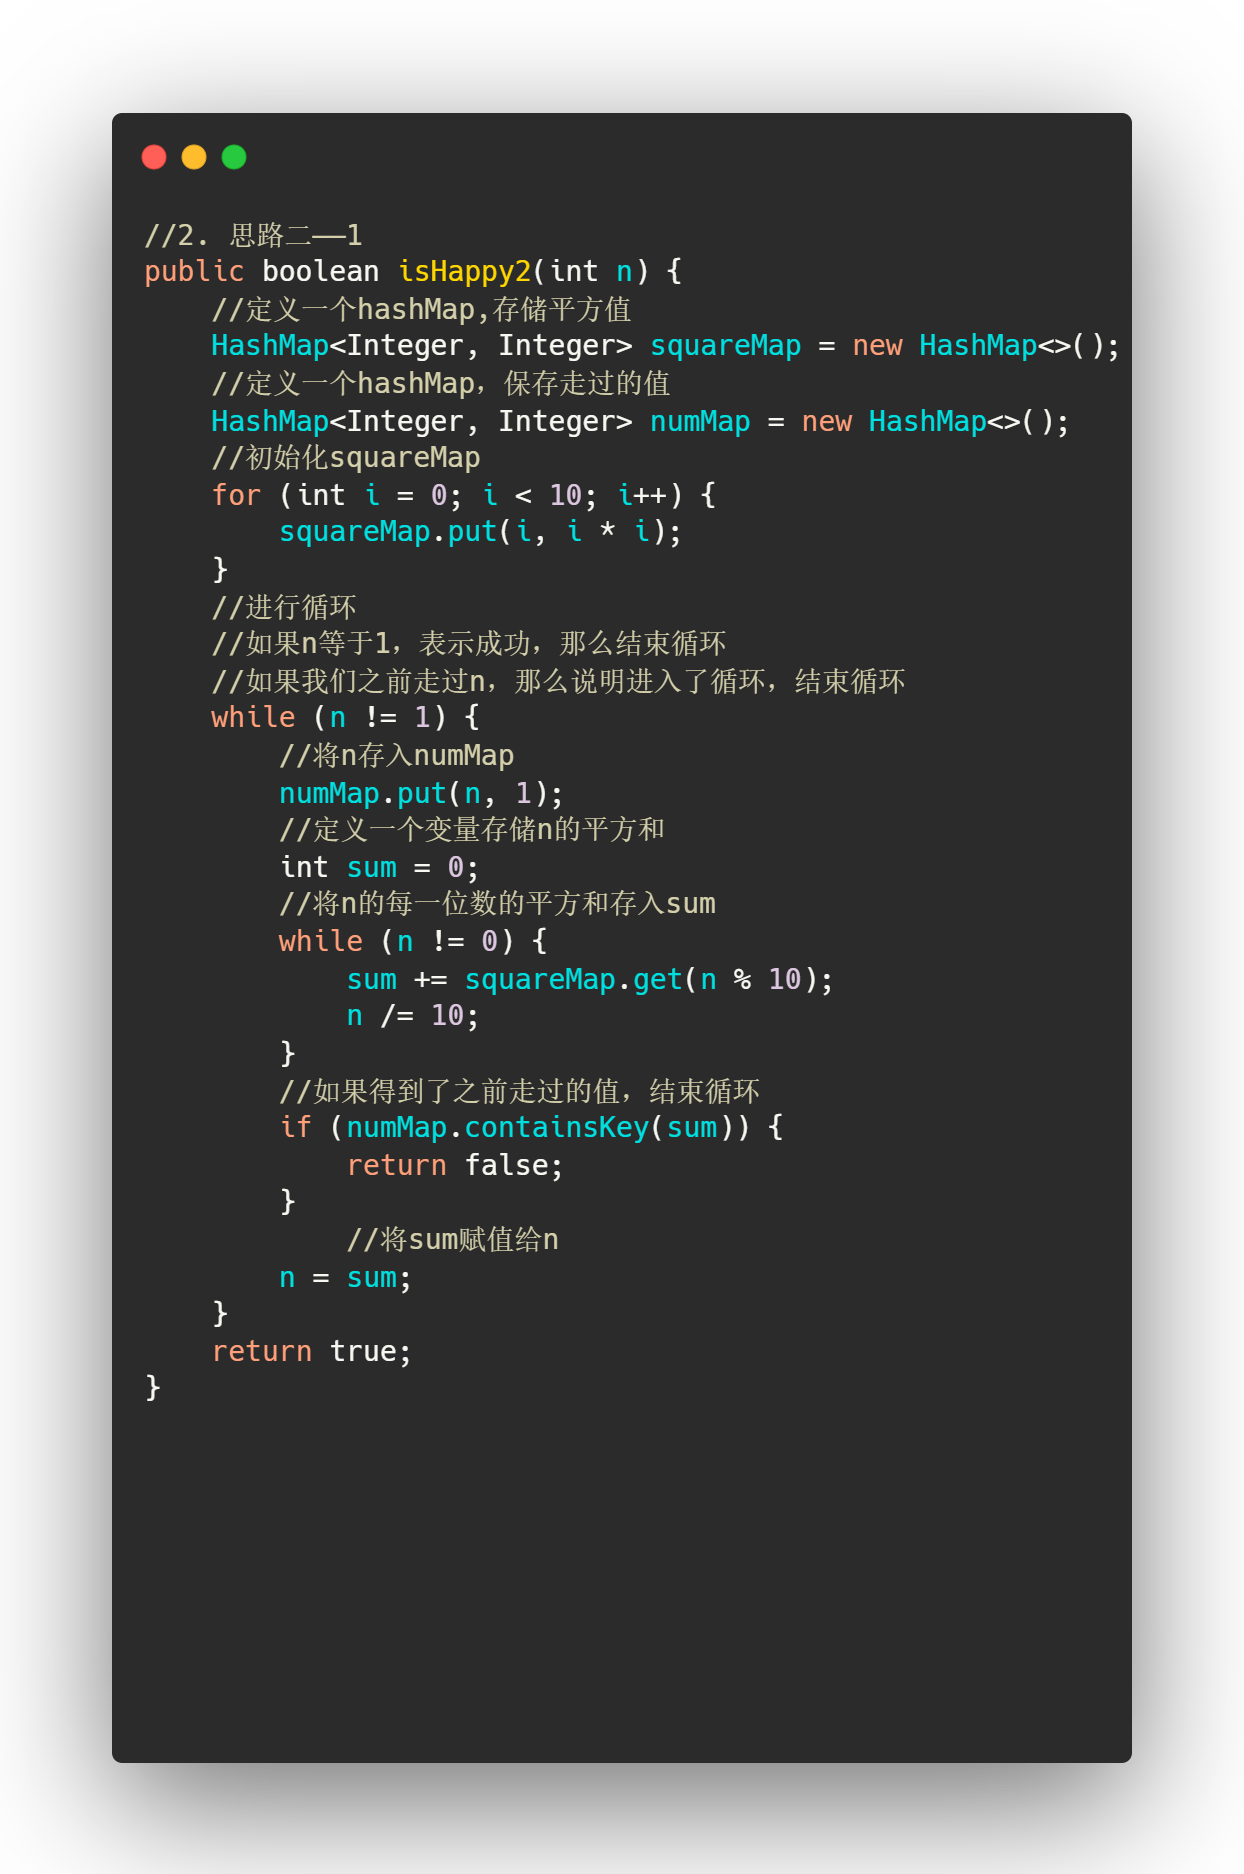 //2. 思路二——1
public boolean isHappy2(int n) {
    //定义一个hashMap,存储平方值
    HashMap<Integer, Integer> squareMap = new HashMap<>();
    //定义一个hashMap，保存走过的值
    HashMap<Integer, Integer> numMap = new HashMap<>();
    //初始化squareMap
    for (int i = 0; i < 10; i++) {
        squareMap.put(i, i * i);
    }
    //进行循环
    //如果n等于1，表示成功，那么结束循环
    //如果我们之前走过n，那么说明进入了循环，结束循环
    while (n != 1) {
        //将n存入numMap
        numMap.put(n, 1);
        //定义一个变量存储n的平方和
        int sum = 0;
        //将n的每一位数的平方和存入sum
        while (n != 0) {
            sum += squareMap.get(n % 10);
            n /= 10;
        }
        //如果得到了之前走过的值，结束循环
        if (numMap.containsKey(sum)) {
            return false;
        }
            //将sum赋值给n
        n = sum;
    }
    return true;
}